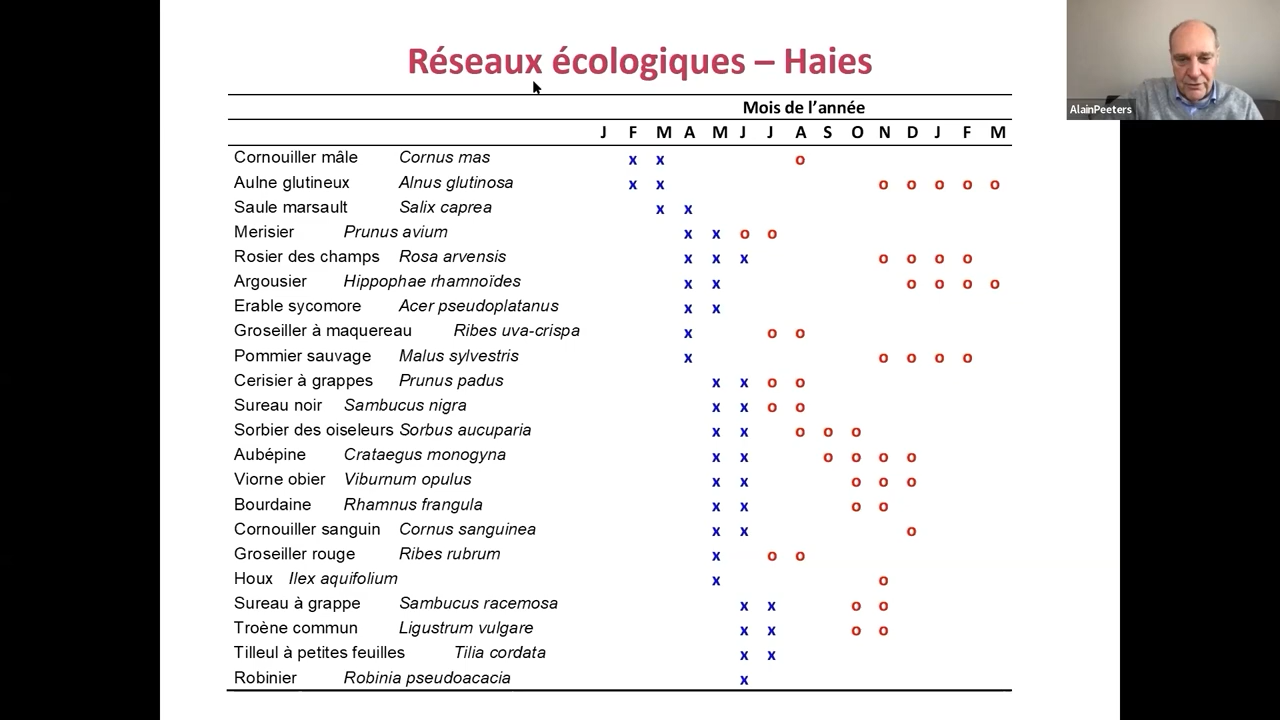 Réseaux écologiques – Haies
AlainPeeters
Mois de l'année
J F M A M J J A S O N D J F M
Cornouiller mâle Cornus mas x x o
Aulne glutineux Alnus glutinosa x x o o o o o
Saule marsault Salix caprea x x
Merisier Prunus avium x x o o
Rosier des champs Rosa arvensis x x x o o o o
Argousier Hippophae rhamnoïdes x x o o o o
Erable sycomore Acer pseudoplatanus x x
Groseiller à maquereau Ribes uva-crispa x o o
Pommier sauvage Malus sylvestris x o o o o
Cerisier à grappes Prunus padus x x o o
Sureau noir Sambucus nigra x x o o
Sorbier des oiseleurs Sorbus aucuparia x x o o o
Aubépine Crataegus monogyna x x o o o o
Viorne obier Viburnum opulus x x o o o
Bourdaine Rhamnus frangula x x o o
Cornouiller sanguin Cornus sanguinea x x o
Groseiller rouge Ribes rubrum x o o
Houx Ilex aquifolium x o
Sureau à grappe Sambucus racemosa x x o o
Troène commun Ligustrum vulgare x x o o
Tilleul à petites feuilles Tilia cordata x x
Robinier Robinia pseudoacacia x